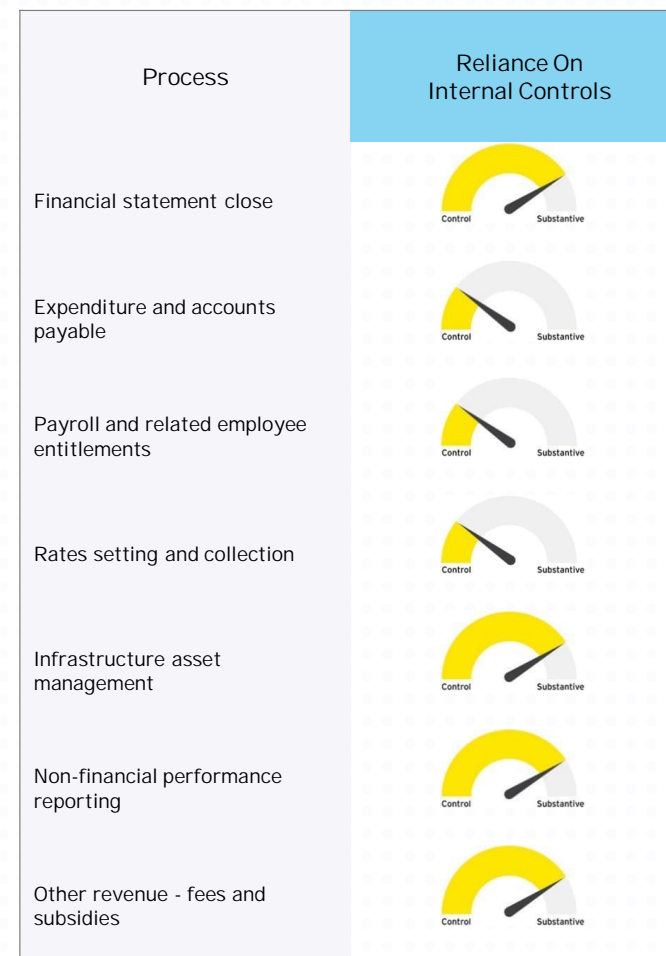 Process
Reliance On
Internal Controls
Financial statement close
Control Substantive
Expenditure and accounts
payable
Control Substantive
Payroll and related employee
entitlements
Control Substantive
Rates setting and collection
Control Substantive
Infrastructure asset
management
Control Substantive
Non-financial performance
reporting
Control Substantive
Other revenue - fees and
subsidies
Control Substantive